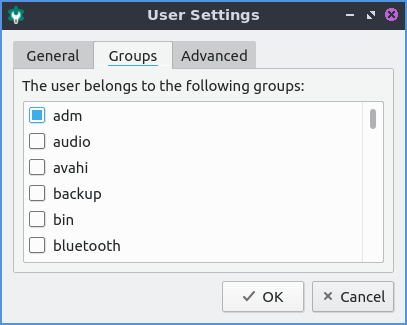 User Settings
General Groups Advanced
The user belongs to the following groups:
adm
audio
avahi
backup
bin
bluetooth
OK Cancel